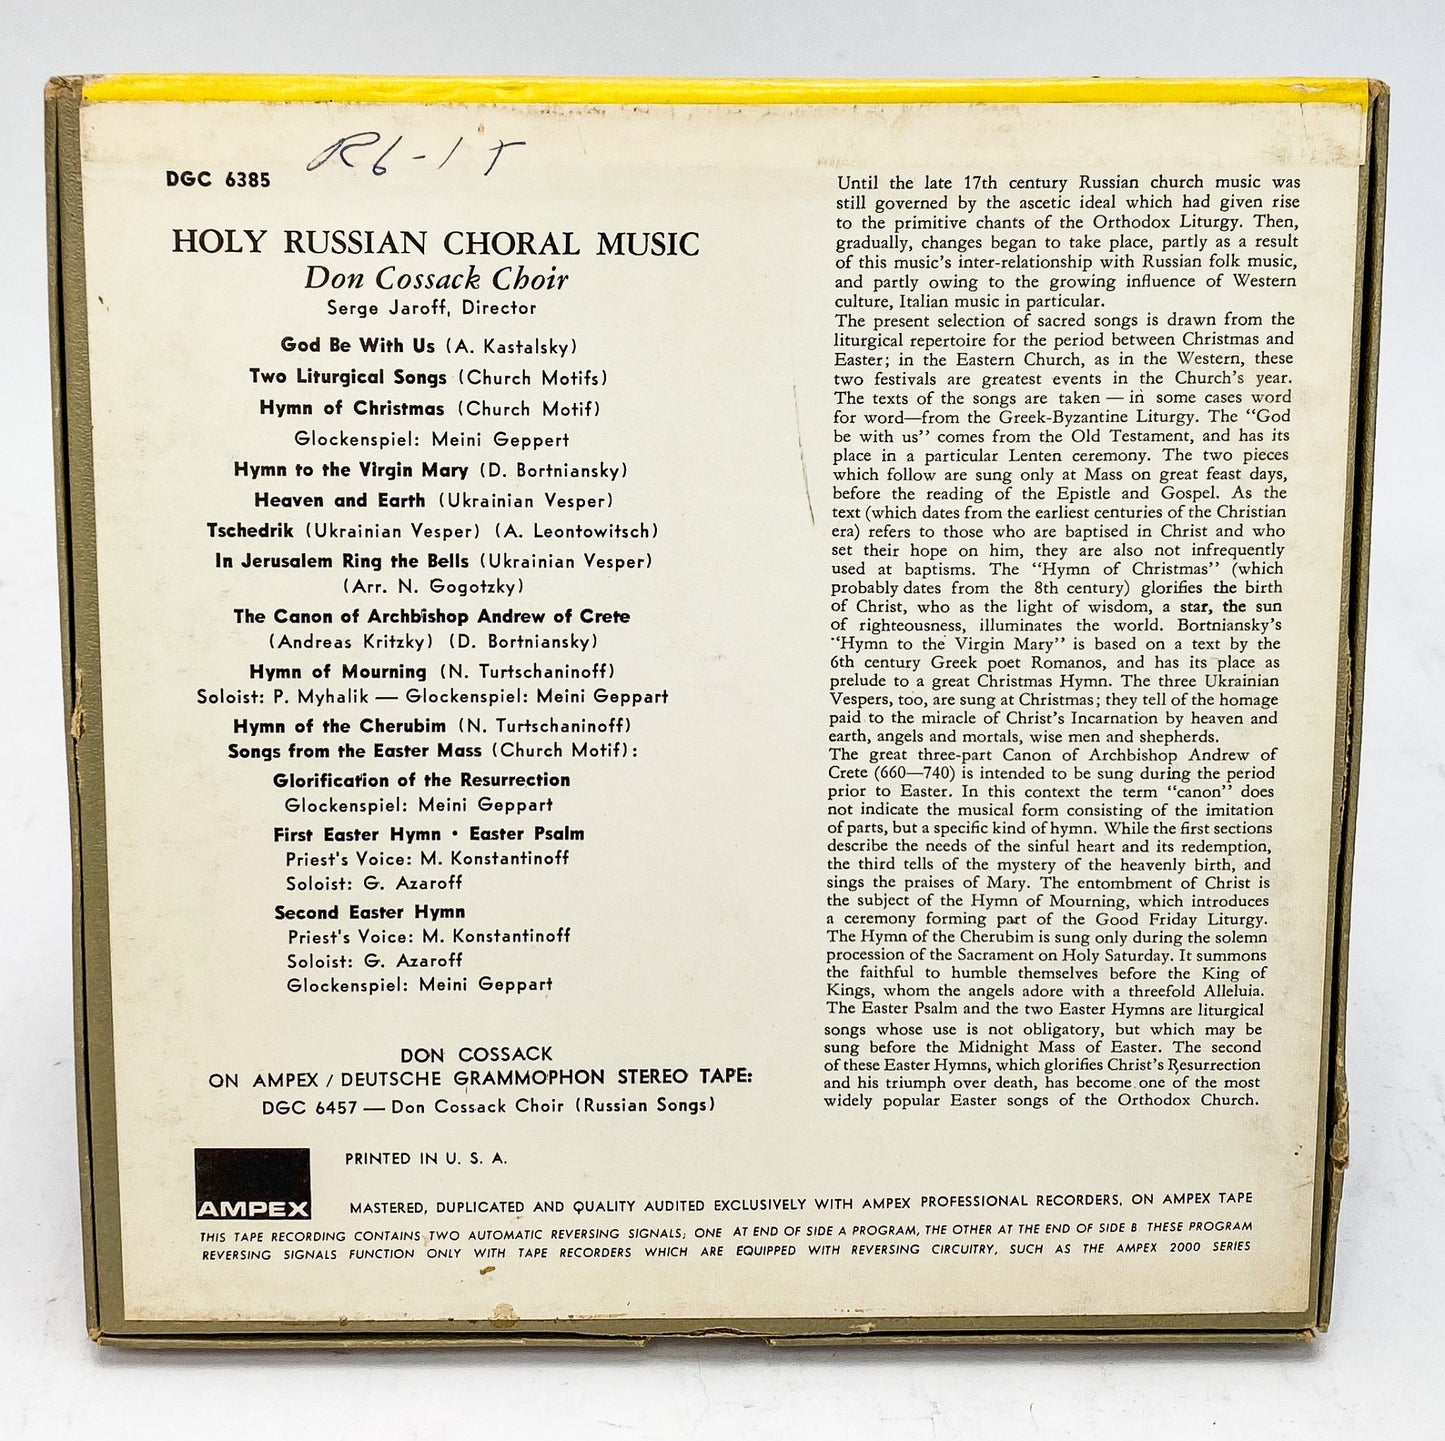 R6-1T
DGC 6385
HOLY RUSSIAN CHORAL MUSIC
Don Cossack Choir
Serge Jaroff, Director
God Be With Us (A. Kastalsky)
Two Liturgical Songs (Church Motifs)
Hymn of Christmas (Church Motif)
Glockenspiel: Meini Geppert
Hymn to the Virgin Mary (D. Bortniansky)
Heaven and Earth (Ukrainian Vesper)
Tschedrik (Ukrainian Vesper) (A. Leontowitsch)
In Jerusalem Ring the Bells (Ukrainian Vesper)
(Arr. N. Gogotzky)
The Canon of Archbishop Andrew of Crete
(Andreas Kritzky) (D. Bortniansky)
Hymn of Mourning (N. Turtschaninoff)
Soloist: P. Myhalik — Glockenspiel: Meini Geppart
Hymn of the Cherubim (N. Turtschaninoff)
Songs from the Easter Mass (Church Motif):
Glorification of the Resurrection
Glockenspiel: Meini Geppart
First Easter Hymn • Easter Psalm
Priest's Voice: M. Konstantinoff
Soloist: G. Azaroff
Second Easter Hymn
Priest's Voice: M. Konstantinoff
Soloist: G. Azaroff
Glockenspiel: Meini Geppart
DON COSSACK
ON AMPEX / DEUTSCHE GRAMMOPHON STEREO TAPE:
DGC 6457 — Don Cossack Choir (Russian Songs)
Until the late 17th century Russian church music was
still governed by the ascetic ideal which had given rise
to the primitive chants of the Orthodox Liturgy. Then,
gradually, changes began to take place, partly as a result
of this music's inter-relationship with Russian folk music,
and partly owing to the growing influence of Western
culture, Italian music in particular.
The present selection of sacred songs is drawn from the
liturgical repertoire for the period between Christmas and
Easter; in the Eastern Church, as in the Western, these
two festivals are greatest events in the Church's year.
The texts of the songs are taken — in some cases word
for word—from the Greek-Byzantine Liturgy. The "God
be with us" comes from the Old Testament, and has its
place in a particular Lenten ceremony. The two pieces
which follow are sung only at Mass on great feast days,
before the reading of the Epistle and Gospel. As the
text (which dates from the earliest centuries of the Christian
era) refers to those who are baptised in Christ and who
set their hope on him, they are also not infrequently
used at baptisms. The "Hymn of Christmas" (which
probably dates from the 8th century) glorifies the birth
of Christ, who as the light of wisdom, a star, the sun
of righteousness, illuminates the world. Bortniansky's
"Hymn to the Virgin Mary" is based on a text by the
6th century Greek poet Romanos, and has its place as
prelude to a great Christmas Hymn. The three Ukrainian
Vespers, too, are sung at Christmas; they tell of the homage
paid to the miracle of Christ's Incarnation by heaven and
earth, angels and mortals, wise men and shepherds.
The great three-part Canon of Archbishop Andrew of
Crete (660—740) is intended to be sung during the period
prior to Easter. In this context the term "canon" does
not indicate the musical form consisting of the imitation
of parts, but a specific kind of hymn. While the first sections
describe the needs of the sinful heart and its redemption,
the third tells of the mystery of the heavenly birth, and
sings the praises of Mary. The entombment of Christ is
the subject of the Hymn of Mourning, which introduces
a ceremony forming part of the Good Friday Liturgy.
The Hymn of the Cherubim is sung only during the solemn
procession of the Sacrament on Holy Saturday. It summons
the faithful to humble themselves before the King of
Kings, whom the angels adore with a threefold Alleluia.
The Easter Psalm and the two Easter Hymns are liturgical
songs whose use is not obligatory, but which may be
sung before the Midnight Mass of Easter. The second
of these Easter Hymns, which glorifies Christ's Resurrection
and his triumph over death, has become one of the most
widely popular Easter songs of the Orthodox Church.
PRINTED IN U. S. A.
AMPEX
MASTERED, DUPLICATED AND QUALITY AUDITED EXCLUSIVELY WITH AMPEX PROFESSIONAL RECORDERS, ON AMPEX TAPE
THIS TAPE RECORDING CONTAINS TWO AUTOMATIC REVERSING SIGNALS; ONE AT END OF SIDE A PROGRAM, THE OTHER AT THE END OF SIDE B. THESE PROGRAM
REVERSING SIGNALS FUNCTION ONLY WITH TAPE RECORDERS WHICH ARE EQUIPPED WITH REVERSING CIRCUITRY, SUCH AS THE AMPEX 2000 SERIES